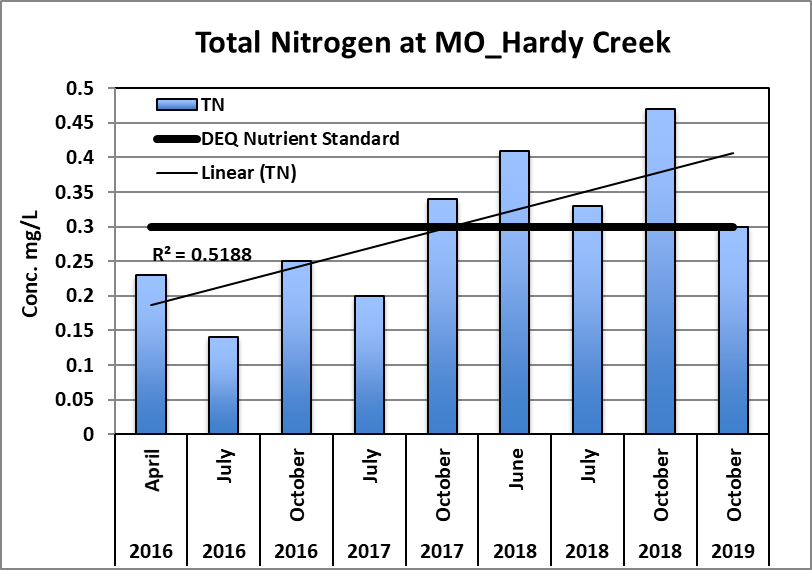 Total Nitrogen at MO_Hardy Creek
0.5
0.45
0.4
0.35
0.3
0.25
0.2
0.15
0.1
0.05
0
Conc. mg/L
TN
DEQ Nutrient Standard
Linear (TN)
R² = 0.5188
April July October July October June July October October
2016 2016 2016 2017 2017 2018 2018 2018 2019